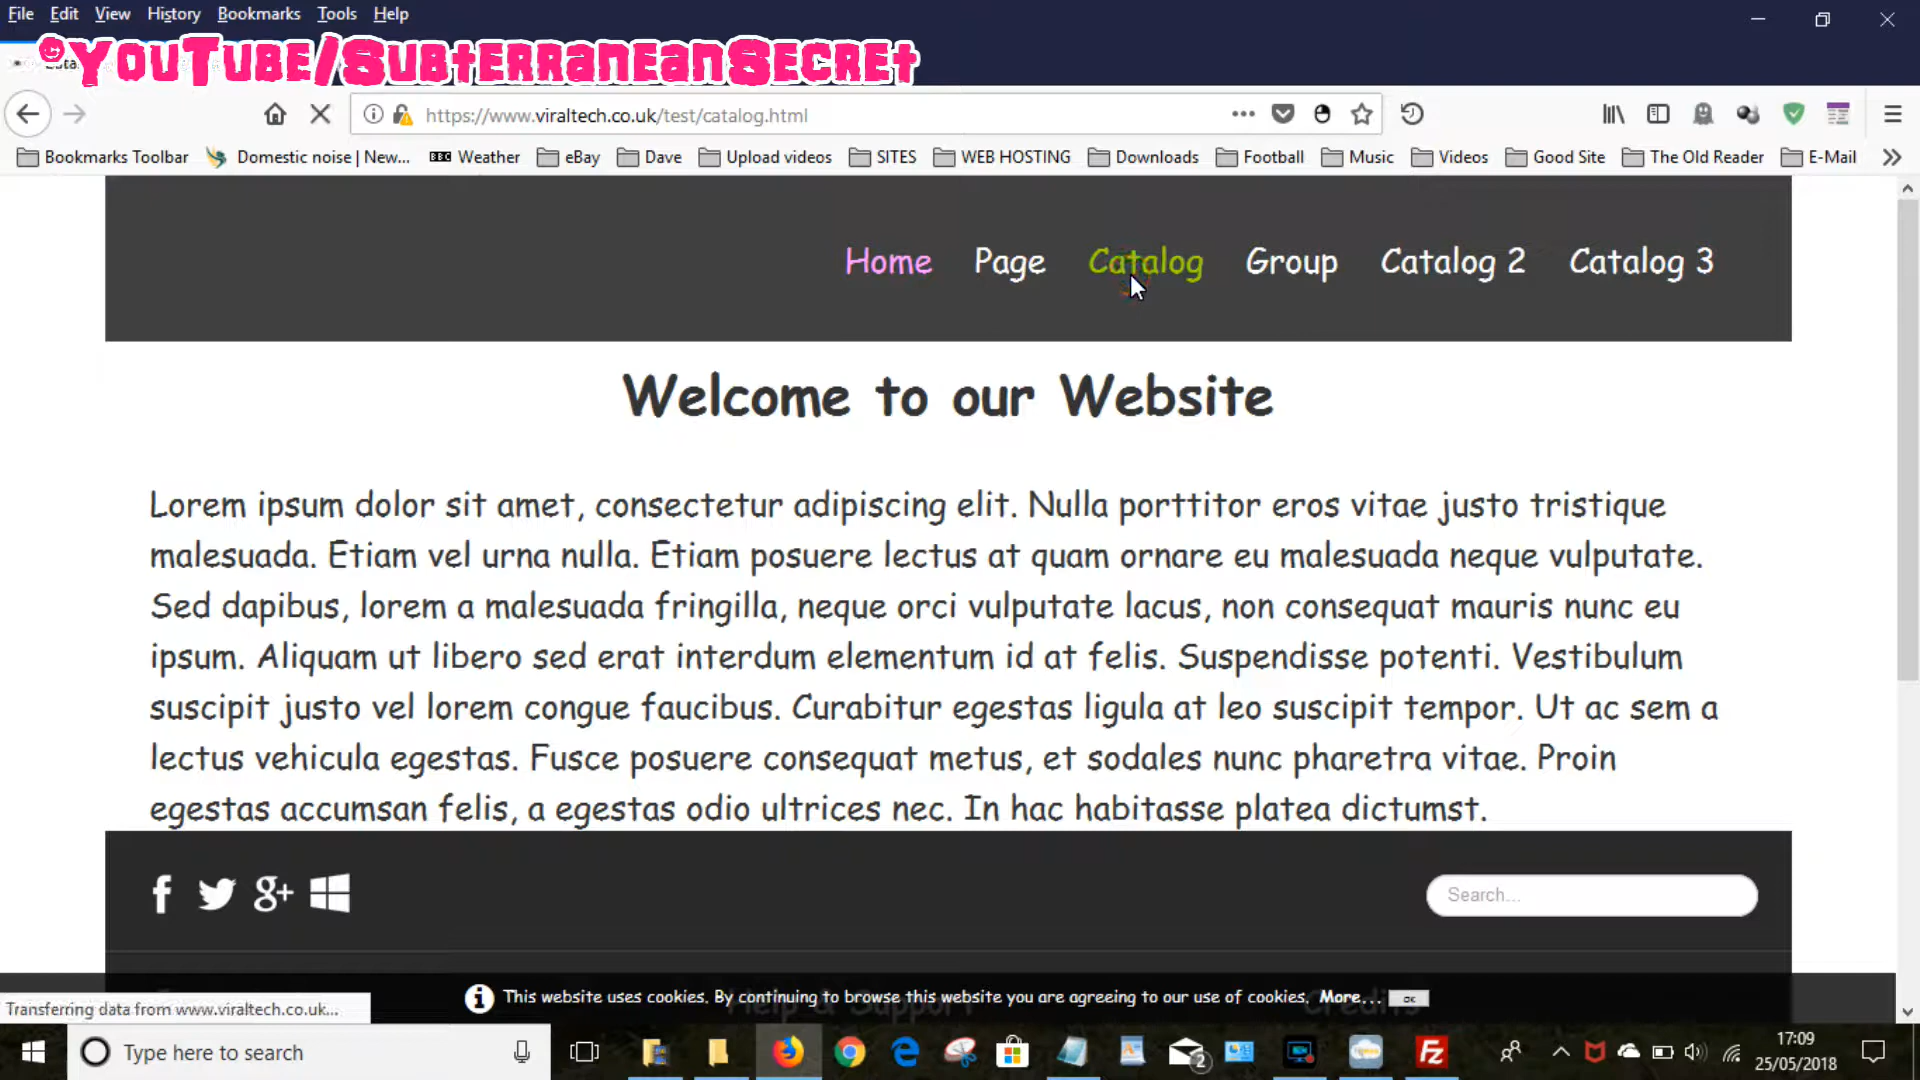 File Edit View History Bookmarks Tools Help
©YouTube/SubterraneanSecret
https://www.viraltech.co.uk/test/catalog.html
Bookmarks Toolbar Domestic noise | New... BBC Weather eBay Dave Upload videos SITES WEB HOSTING Downloads Football Music Videos Good Site The Old Reader E-Mail
Home Page Catalog Group Catalog 2 Catalog 3
Welcome to our Website
Lorem ipsum dolor sit amet, consectetur adipiscing elit. Nulla porttitor eros vitae justo tristique
malesuada. Etiam vel urna nulla. Etiam posuere lectus at quam ornare eu malesuada neque vulputate.
Sed dapibus, lorem a malesuada fringilla, neque orci vulputate lacus, non consequat mauris nunc eu
ipsum. Aliquam ut libero sed erat interdum elementum id at felis. Suspendisse potenti. Vestibulum
suscipit justo vel lorem congue faucibus. Curabitur egestas ligula at leo suscipit tempor. Ut ac sem a
lectus vehicula egestas. Fusce posuere consequat metus, et sodales nunc pharetra vitae. Proin
egestas accumsan felis, a egestas odio ultrices nec. In hac habitasse platea dictumst.
f g+ Search...
This website uses cookies. By continuing to browse this website you are agreeing to our use of cookies. More... OK
Help & Support Credits
Transferring data from www.viraltech.co.uk...
Type here to search 2 Fz 17:09
25/05/2018